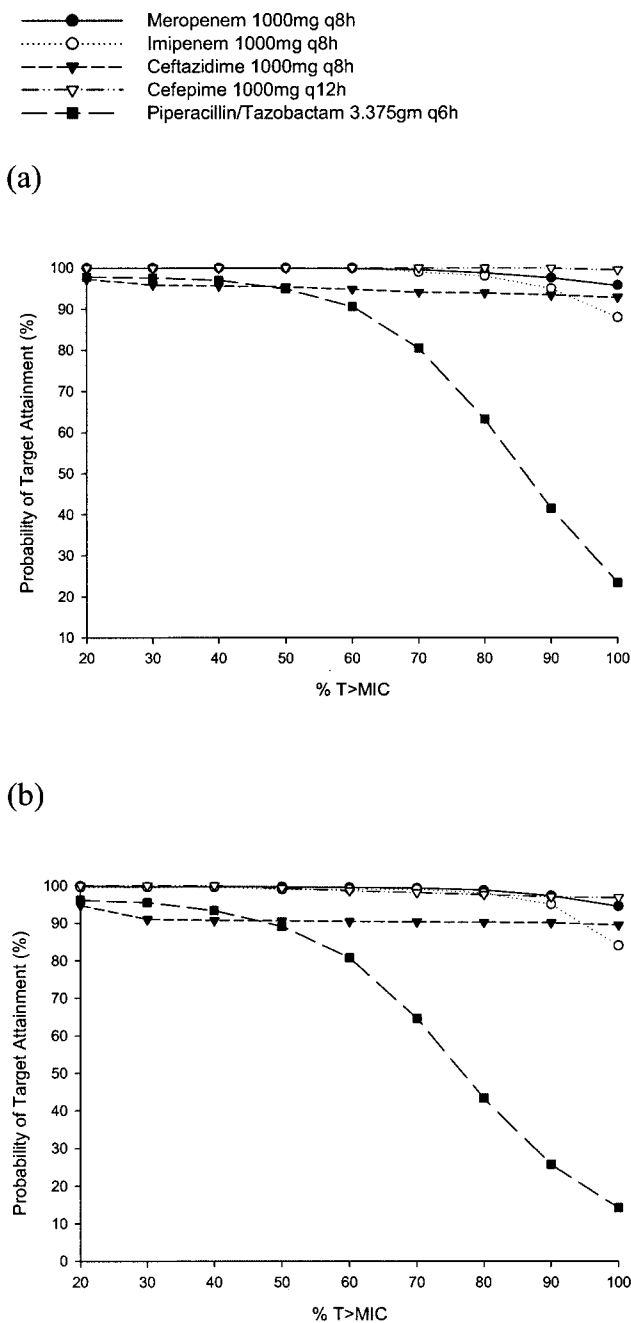 Meropenem 1000mg q8h
Imipenem 1000mg q8h
Ceftazidime 1000mg q8h
Cefepime 1000mg q12h
Piperacillin/Tazobactam 3.375gm q6h
(a)
Probability of Target Attainment (%)
100
90
80
70
60
50
40
30
20
10
20 30 40 50 60 70 80 90 100
% T>MIC
(b)
Probability of Target Attainment (%)
100
90
80
70
60
50
40
30
20
10
0
20 30 40 50 60 70 80 90 100
% T>MIC